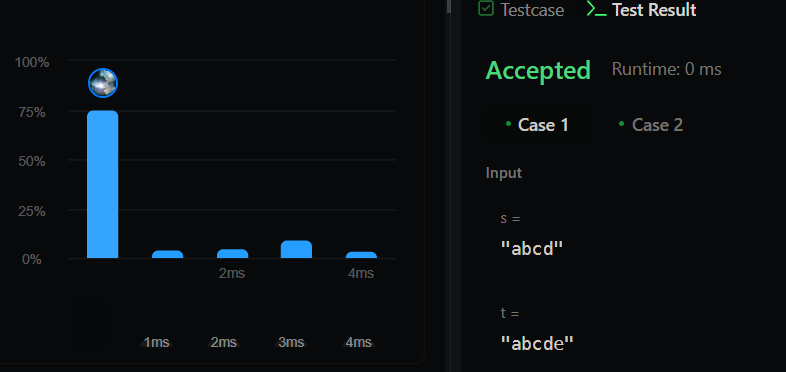 100%
75%
50%
25%
0%
2ms
4ms
1ms
2ms
3ms
4ms
Testcase
Test Result
Accepted
Runtime: 0 ms
Case 1
Case 2
Input
s =
"abcd"
t =
"abcde"